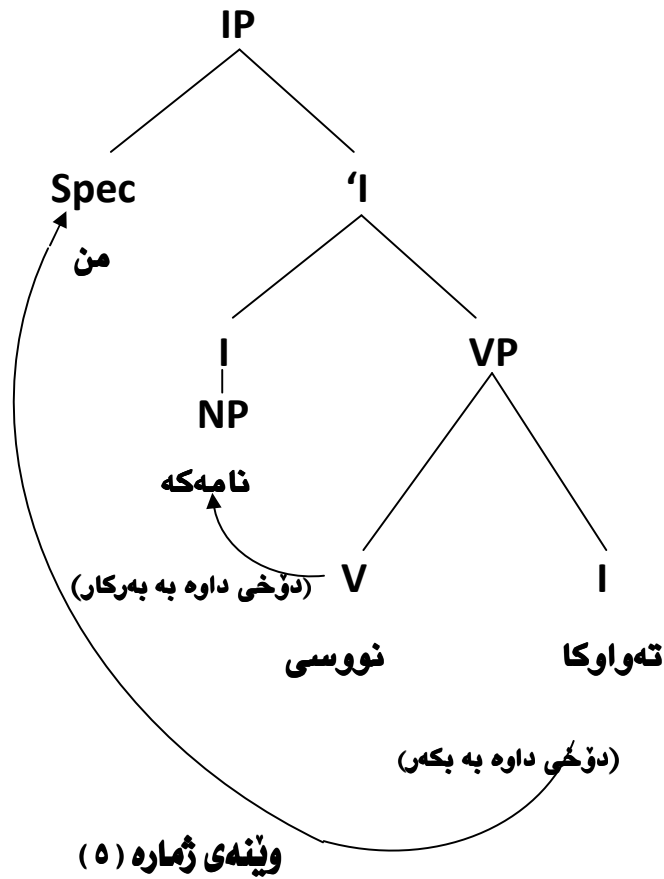 IP
Spec ‘I
من
I VP
NP
نامەکە
(دۆخی داوە بە بەرکار) V I
نووسی تەواوکا
(دۆخی داوە بە بکەر)
وێنەی ژمارە (٥)